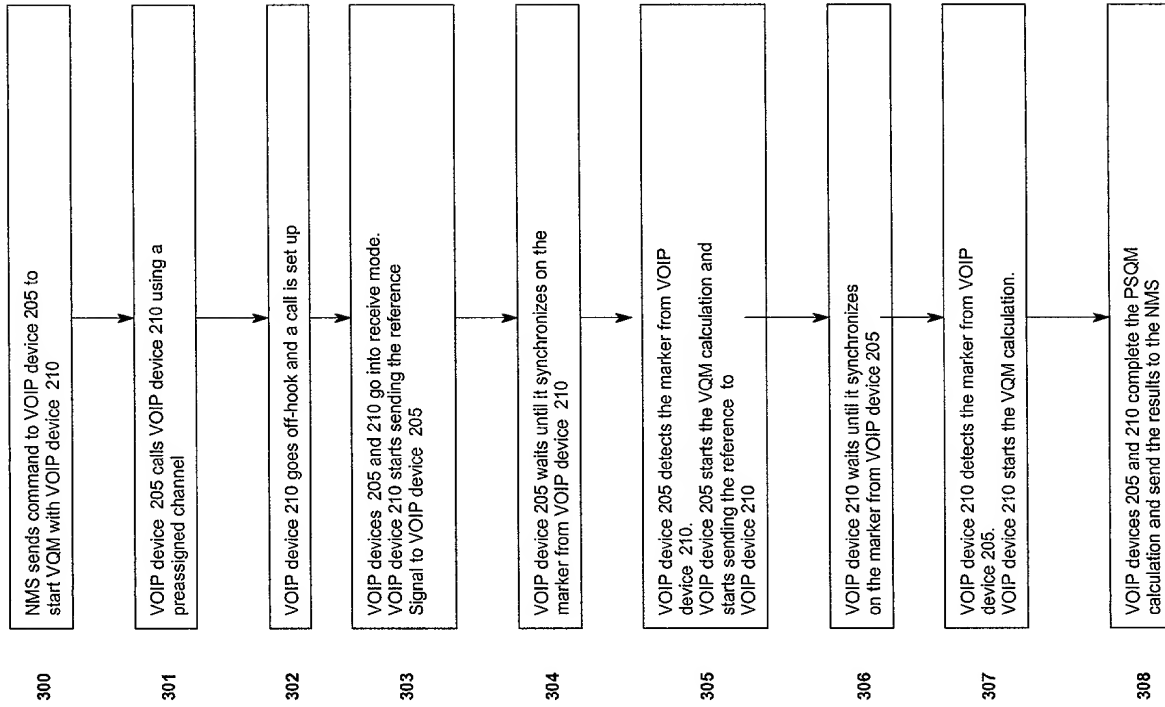 300
NMS sends command to VOIP device 205 to
start VQM with VOIP device 210
301
VOIP device 205 calls VOIP device 210 using a
preassigned channel
302
VOIP device 210 goes off-hook and a call is set up
303
VOIP devices 205 and 210 go into receive mode.
VOIP device 210 starts sending the reference
Signal to VOIP device 205
304
VOIP device 205 waits until it synchronizes on the
marker from VOIP device 210
305
VOIP device 205 detects the marker from VOIP
device 210.
VOIP device 205 starts the VQM calculation and
starts sending the reference to
VOIP device 210
306
VOIP device 210 waits until it synchronizes
on the marker from VOIP device 205
307
VOIP device 210 detects the marker from VOIP
device 205.
VOIP device 210 starts the VQM calculation.
308
VOIP devices 205 and 210 complete the PSQM
calculation and send the results to the NMS